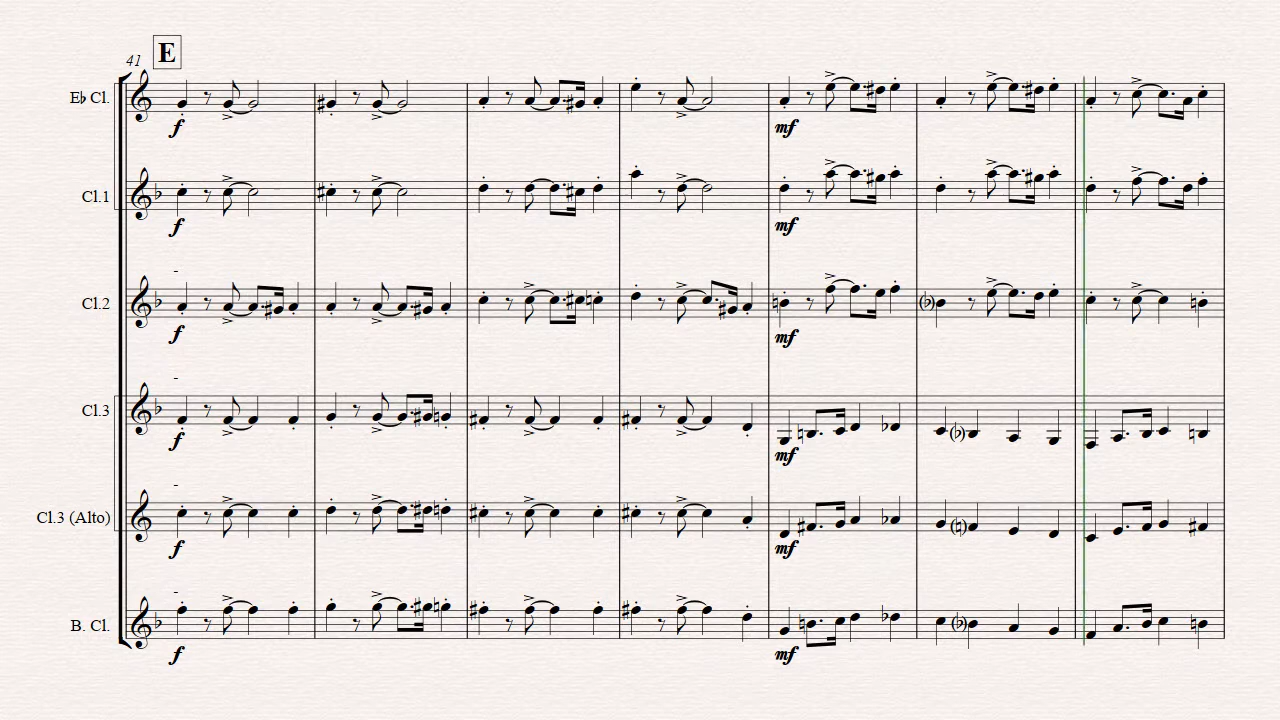 E
41
E♭ Cl.
f
mf
Cl.1
f
mf
Cl.2
f
mf
Cl.3
f
mf
Cl.3 (Alto)
f
mf
B. Cl.
f
mf